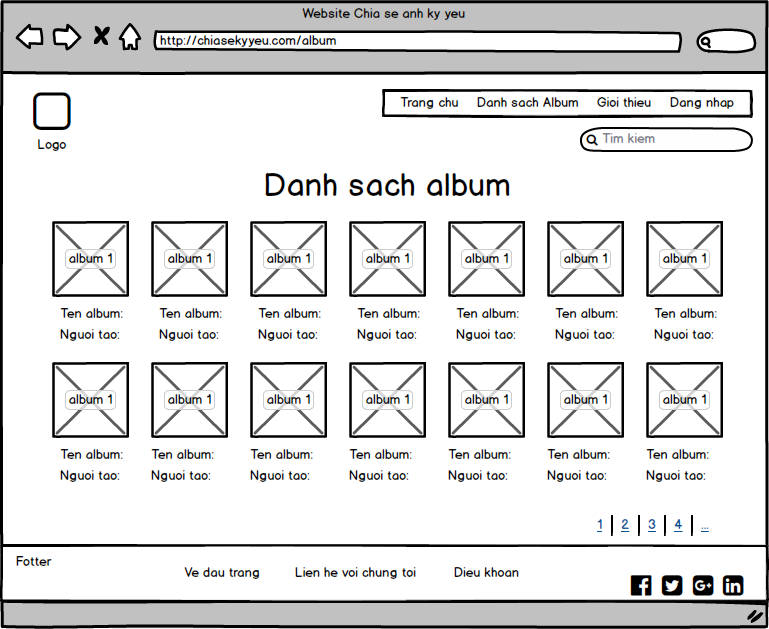 Website Chia se anh ky yeu
http://chiasekyyeu.com/album
Trang chu Danh sach Album Gioi thieu Dang nhap
Logo
Tim kiem
Danh sach album
album 1 album 1 album 1 album 1 album 1 album 1 album 1
Ten album: Ten album: Ten album: Ten album: Ten album: Ten album: Ten album:
Nguoi tao: Nguoi tao: Nguoi tao: Nguoi tao: Nguoi tao: Nguoi tao: Nguoi tao:
album 1 album 1 album 1 album 1 album 1 album 1 album 1
Ten album: Ten album: Ten album: Ten album: Ten album: Ten album: Ten album:
Nguoi tao: Nguoi tao: Nguoi tao: Nguoi tao: Nguoi tao: Nguoi tao: Nguoi tao:
1 | 2 | 3 | 4 | ...
Fotter
Ve dau trang Lien he voi chung toi Dieu khoan